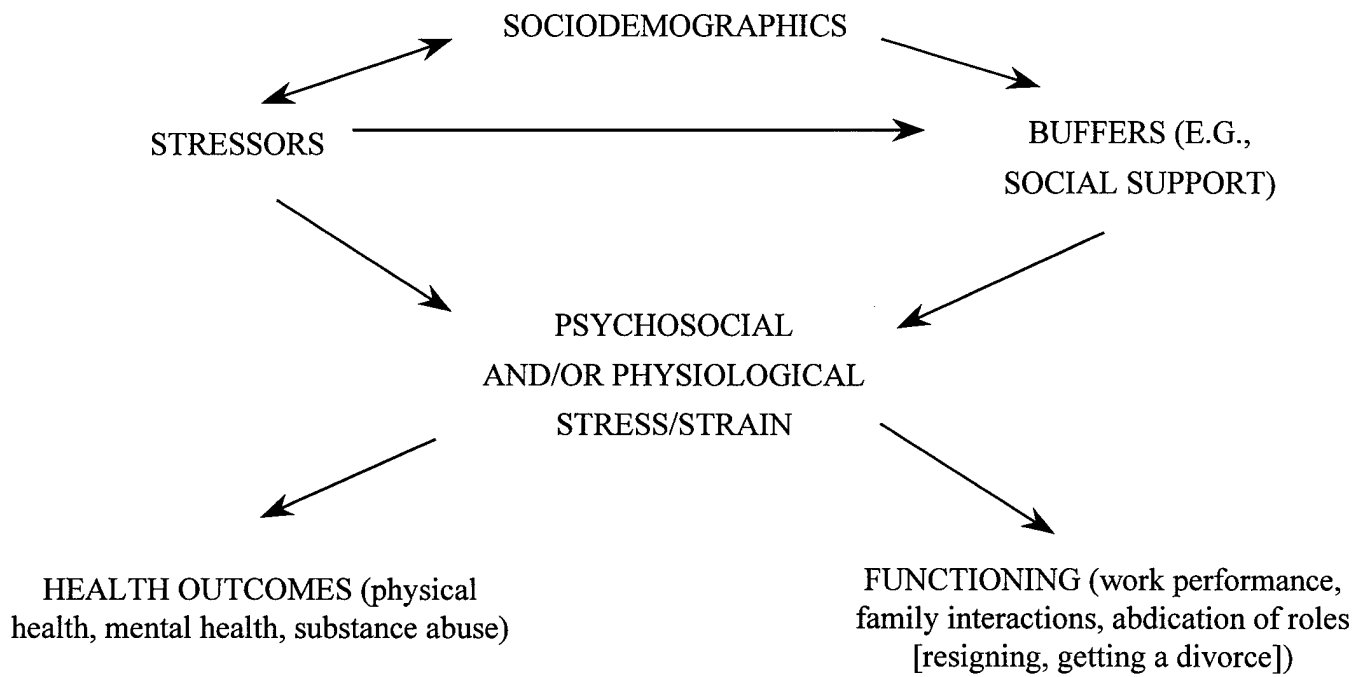 SOCIODEMOGRAPHICS
STRESSORS
BUFFERS (E.G.,
SOCIAL SUPPORT)
PSYCHOSOCIAL
AND/OR PHYSIOLOGICAL
STRESS/STRAIN
HEALTH OUTCOMES (physical
health, mental health, substance abuse)
FUNCTIONING (work performance,
family interactions, abdication of roles
[resigning, getting a divorce])